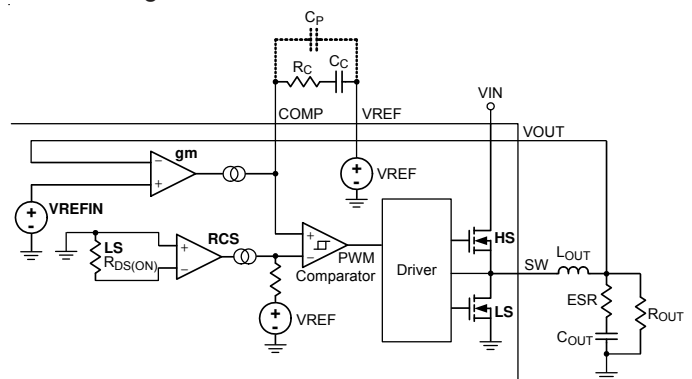 CP
RC
CC
VIN
COMP
VREF
VOUT
gm
VREF
VREFIN
HS
LOUT
LS
RDS(ON)
RCS
PWM
Comparator
Driver
SW
ESR
ROUT
VREF
LS
COUT